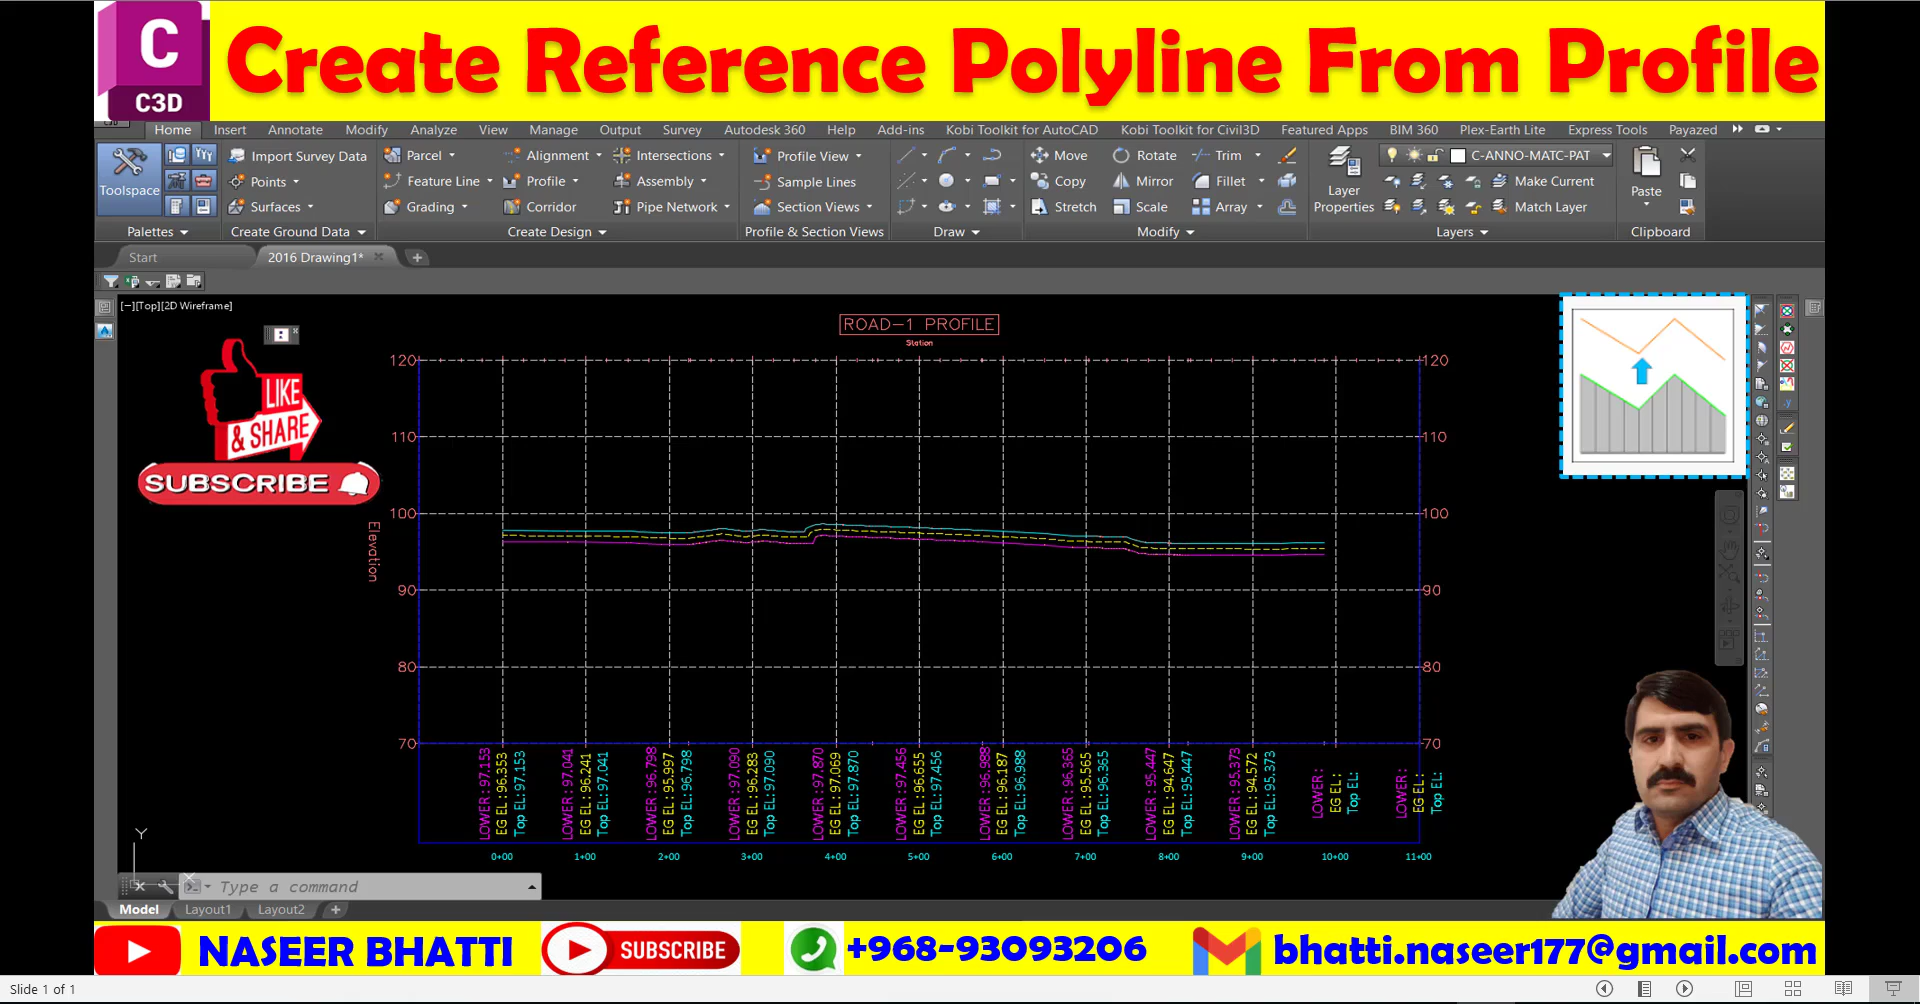 C
C3D
Create Reference Polyline From Profile
Home Insert Annotate Modify Analyze View Manage Output Survey Autodesk 360 Help Add-ins Kobi Toolkit for AutoCAD Kobi Toolkit for Civil3D Featured Apps BIM 360 Plex-Earth Lite Express Tools Payazed
Toolspace
Palettes
Import Survey Data
Points
Surfaces
Create Ground Data
Parcel
Feature Line
Grading
Alignment
Profile
Corridor
Intersections
Assembly
Pipe Network
Create Design
Profile View
Sample Lines
Section Views
Profile & Section Views
Draw
Move
Copy
Stretch
Rotate
Mirror
Scale
Trim
Fillet
Array
Modify
Layer
Properties
C-ANNO-MATC-PAT
Make Current
Match Layer
Layers
Paste
Clipboard
Start
2016 Drawing1*
[−][Top][2D Wireframe]
LIKE
& SHARE
SUBSCRIBE
ROAD-1 PROFILE
Station
120 120
110 110
100 100
90 90
80 80
70 70
Elevation
LOWER:97.153
EG EL:96.353
Top EL:97.153
LOWER:97.041
EG EL:96.241
Top EL:97.041
LOWER:96.798
EG EL:95.997
Top EL:96.798
LOWER:97.090
EG EL:96.283
Top EL:97.090
LOWER:97.870
EG EL:97.069
Top EL:97.870
LOWER:97.456
EG EL:96.655
Top EL:97.456
LOWER:96.988
EG EL:96.187
Top EL:96.988
LOWER:96.365
EG EL:95.565
Top EL:96.365
LOWER:95.447
EG EL:94.647
Top EL:95.447
LOWER:95.373
EG EL:94.572
Top EL:95.373
LOWER:
EG EL:
Top EL:
LOWER:
EG EL:
Top EL:
0+00 1+00 2+00 3+00 4+00 5+00 6+00 7+00 8+00 9+00 10+00 11+00
Y
Type a command
Model Layout1 Layout2
NASEER BHATTI
SUBSCRIBE
+968-93093206
bhatti.naseer177@gmail.com
Slide 1 of 1